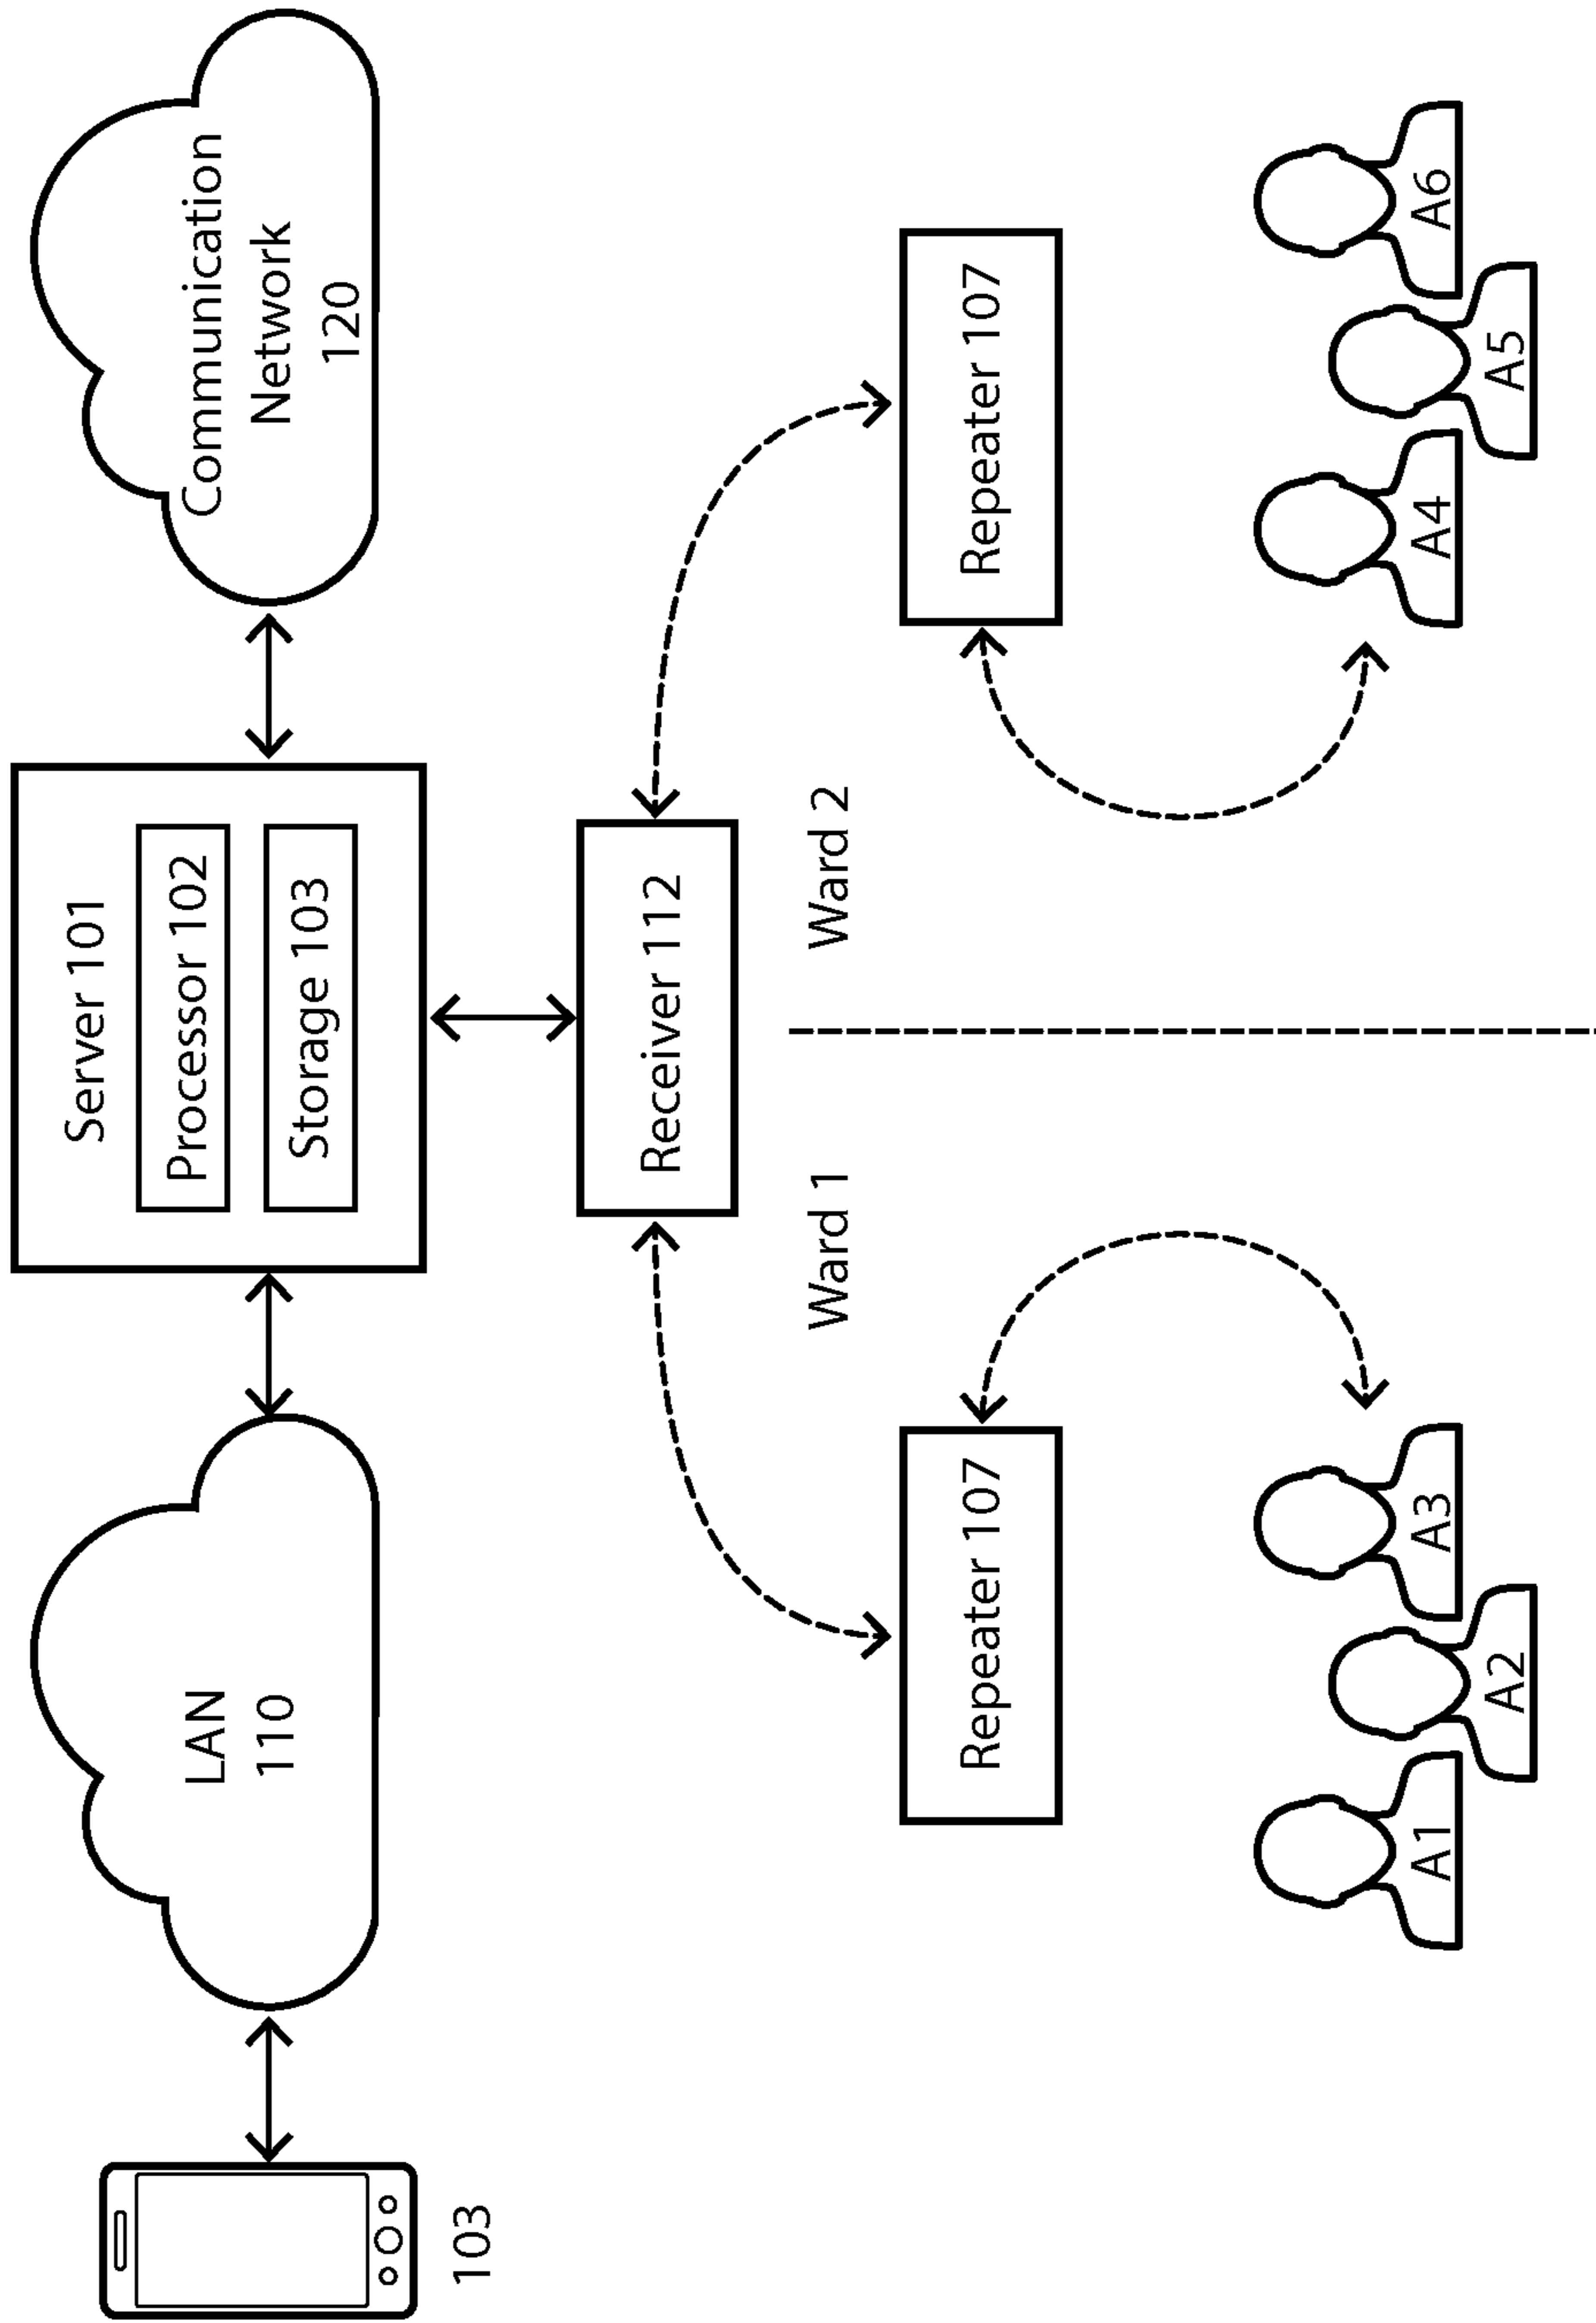 103
LAN
110
Server 101
Processor 102
Storage 103
Communication
Network
120
Receiver 112
Ward 1
Ward 2
Repeater 107
Repeater 107
A1
A2
A3
A4
A5
A6